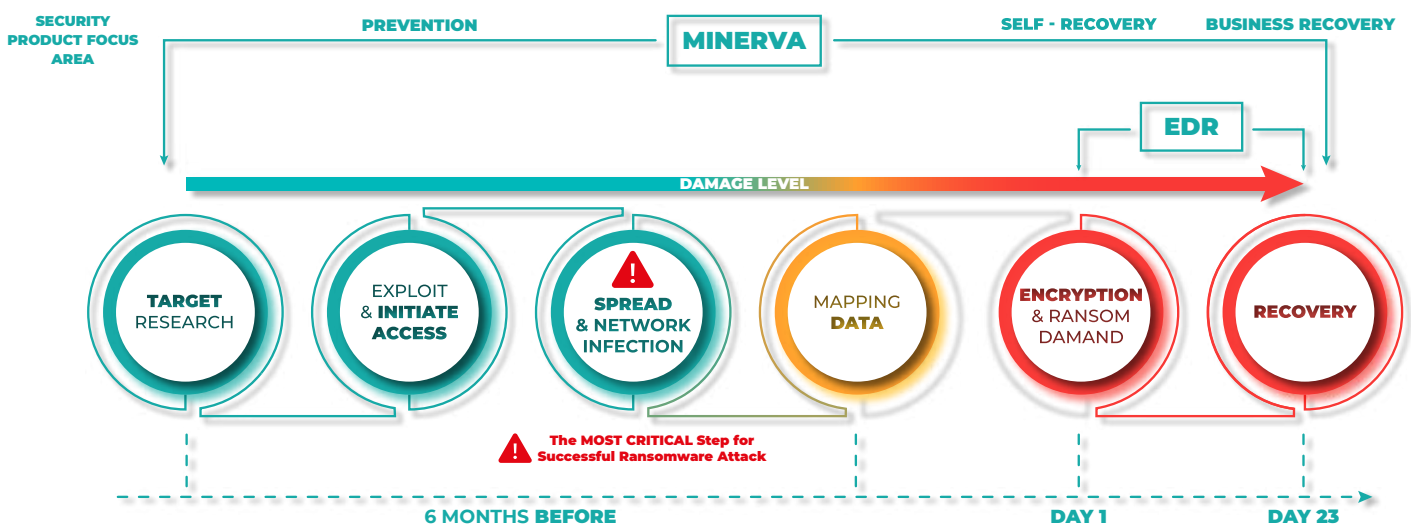 SECURITY
PRODUCT FOCUS
AREA
PREVENTION
MINERVA
SELF - RECOVERY
BUSINESS RECOVERY
EDR
DAMAGE LEVEL
TARGET
RESEARCH
EXPLOIT
& INITIATE
ACCESS
SPREAD
& NETWORK
INFECTION
MAPPING
DATA
ENCRYPTION
& RANSOM
DAMAND
RECOVERY
The MOST CRITICAL Step for
Successful Ransomware Attack
6 MONTHS BEFORE
DAY 1
DAY 23